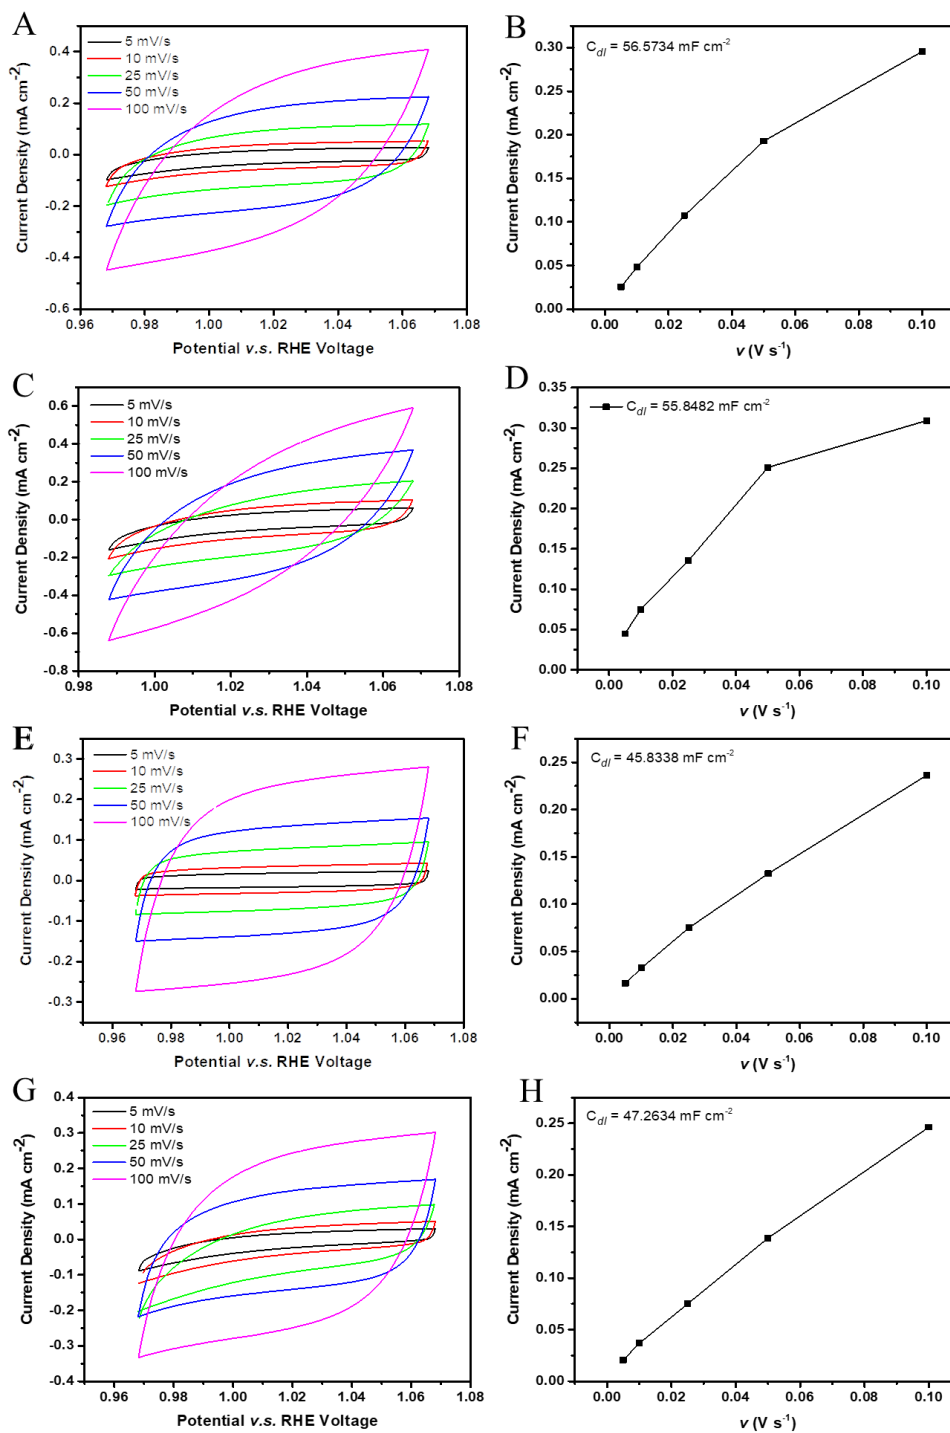 A
5 mV/s
10 mV/s
25 mV/s
50 mV/s
100 mV/s
0.4
0.2
0.0
-0.2
-0.4
-0.6
0.96
0.98
1.00
1.02
1.04
1.06
1.08
Current Density (mA cm-2)
Potential v.s. RHE Voltage
B
Cdl = 56.5734 mF cm-2
0.30
0.25
0.20
0.15
0.10
0.05
0.00
0.00
0.02
0.04
0.06
0.08
0.10
Current Density (mA cm-2)
v (V s-1)
C
5 mV/s
10 mV/s
25 mV/s
50 mV/s
100 mV/s
0.6
0.4
0.2
0.0
-0.2
-0.4
-0.6
-0.8
0.98
1.00
1.02
1.04
1.06
1.08
Current Density (mA cm-2)
Potential v.s. RHE Voltage
D
Cdl = 55.8482 mF cm-2
0.35
0.30
0.25
0.20
0.15
0.10
0.05
0.00
0.00
0.02
0.04
0.06
0.08
0.10
Current Density (mA cm-2)
v (V s-1)
E
5 mV/s
10 mV/s
25 mV/s
50 mV/s
100 mV/s
0.3
0.2
0.1
0.0
-0.1
-0.2
-0.3
0.96
0.98
1.00
1.02
1.04
1.06
1.08
Current Density (mA cm-2)
Potential v.s. RHE Voltage
F
Cdl = 45.8338 mF cm-2
0.25
0.20
0.15
0.10
0.05
0.00
0.00
0.02
0.04
0.06
0.08
0.10
Current Density (mA cm-2)
v (V s-1)
G
5 mV/s
10 mV/s
25 mV/s
50 mV/s
100 mV/s
0.4
0.3
0.2
0.1
0.0
-0.1
-0.2
-0.3
-0.4
0.96
0.98
1.00
1.02
1.04
1.06
1.08
Current Density (mA cm-2)
Potential v.s. RHE Voltage
H
Cdl = 47.2634 mF cm-2
0.25
0.20
0.15
0.10
0.05
0.00
0.00
0.02
0.04
0.06
0.08
0.10
Current Density (mA cm-2)
v (V s-1)